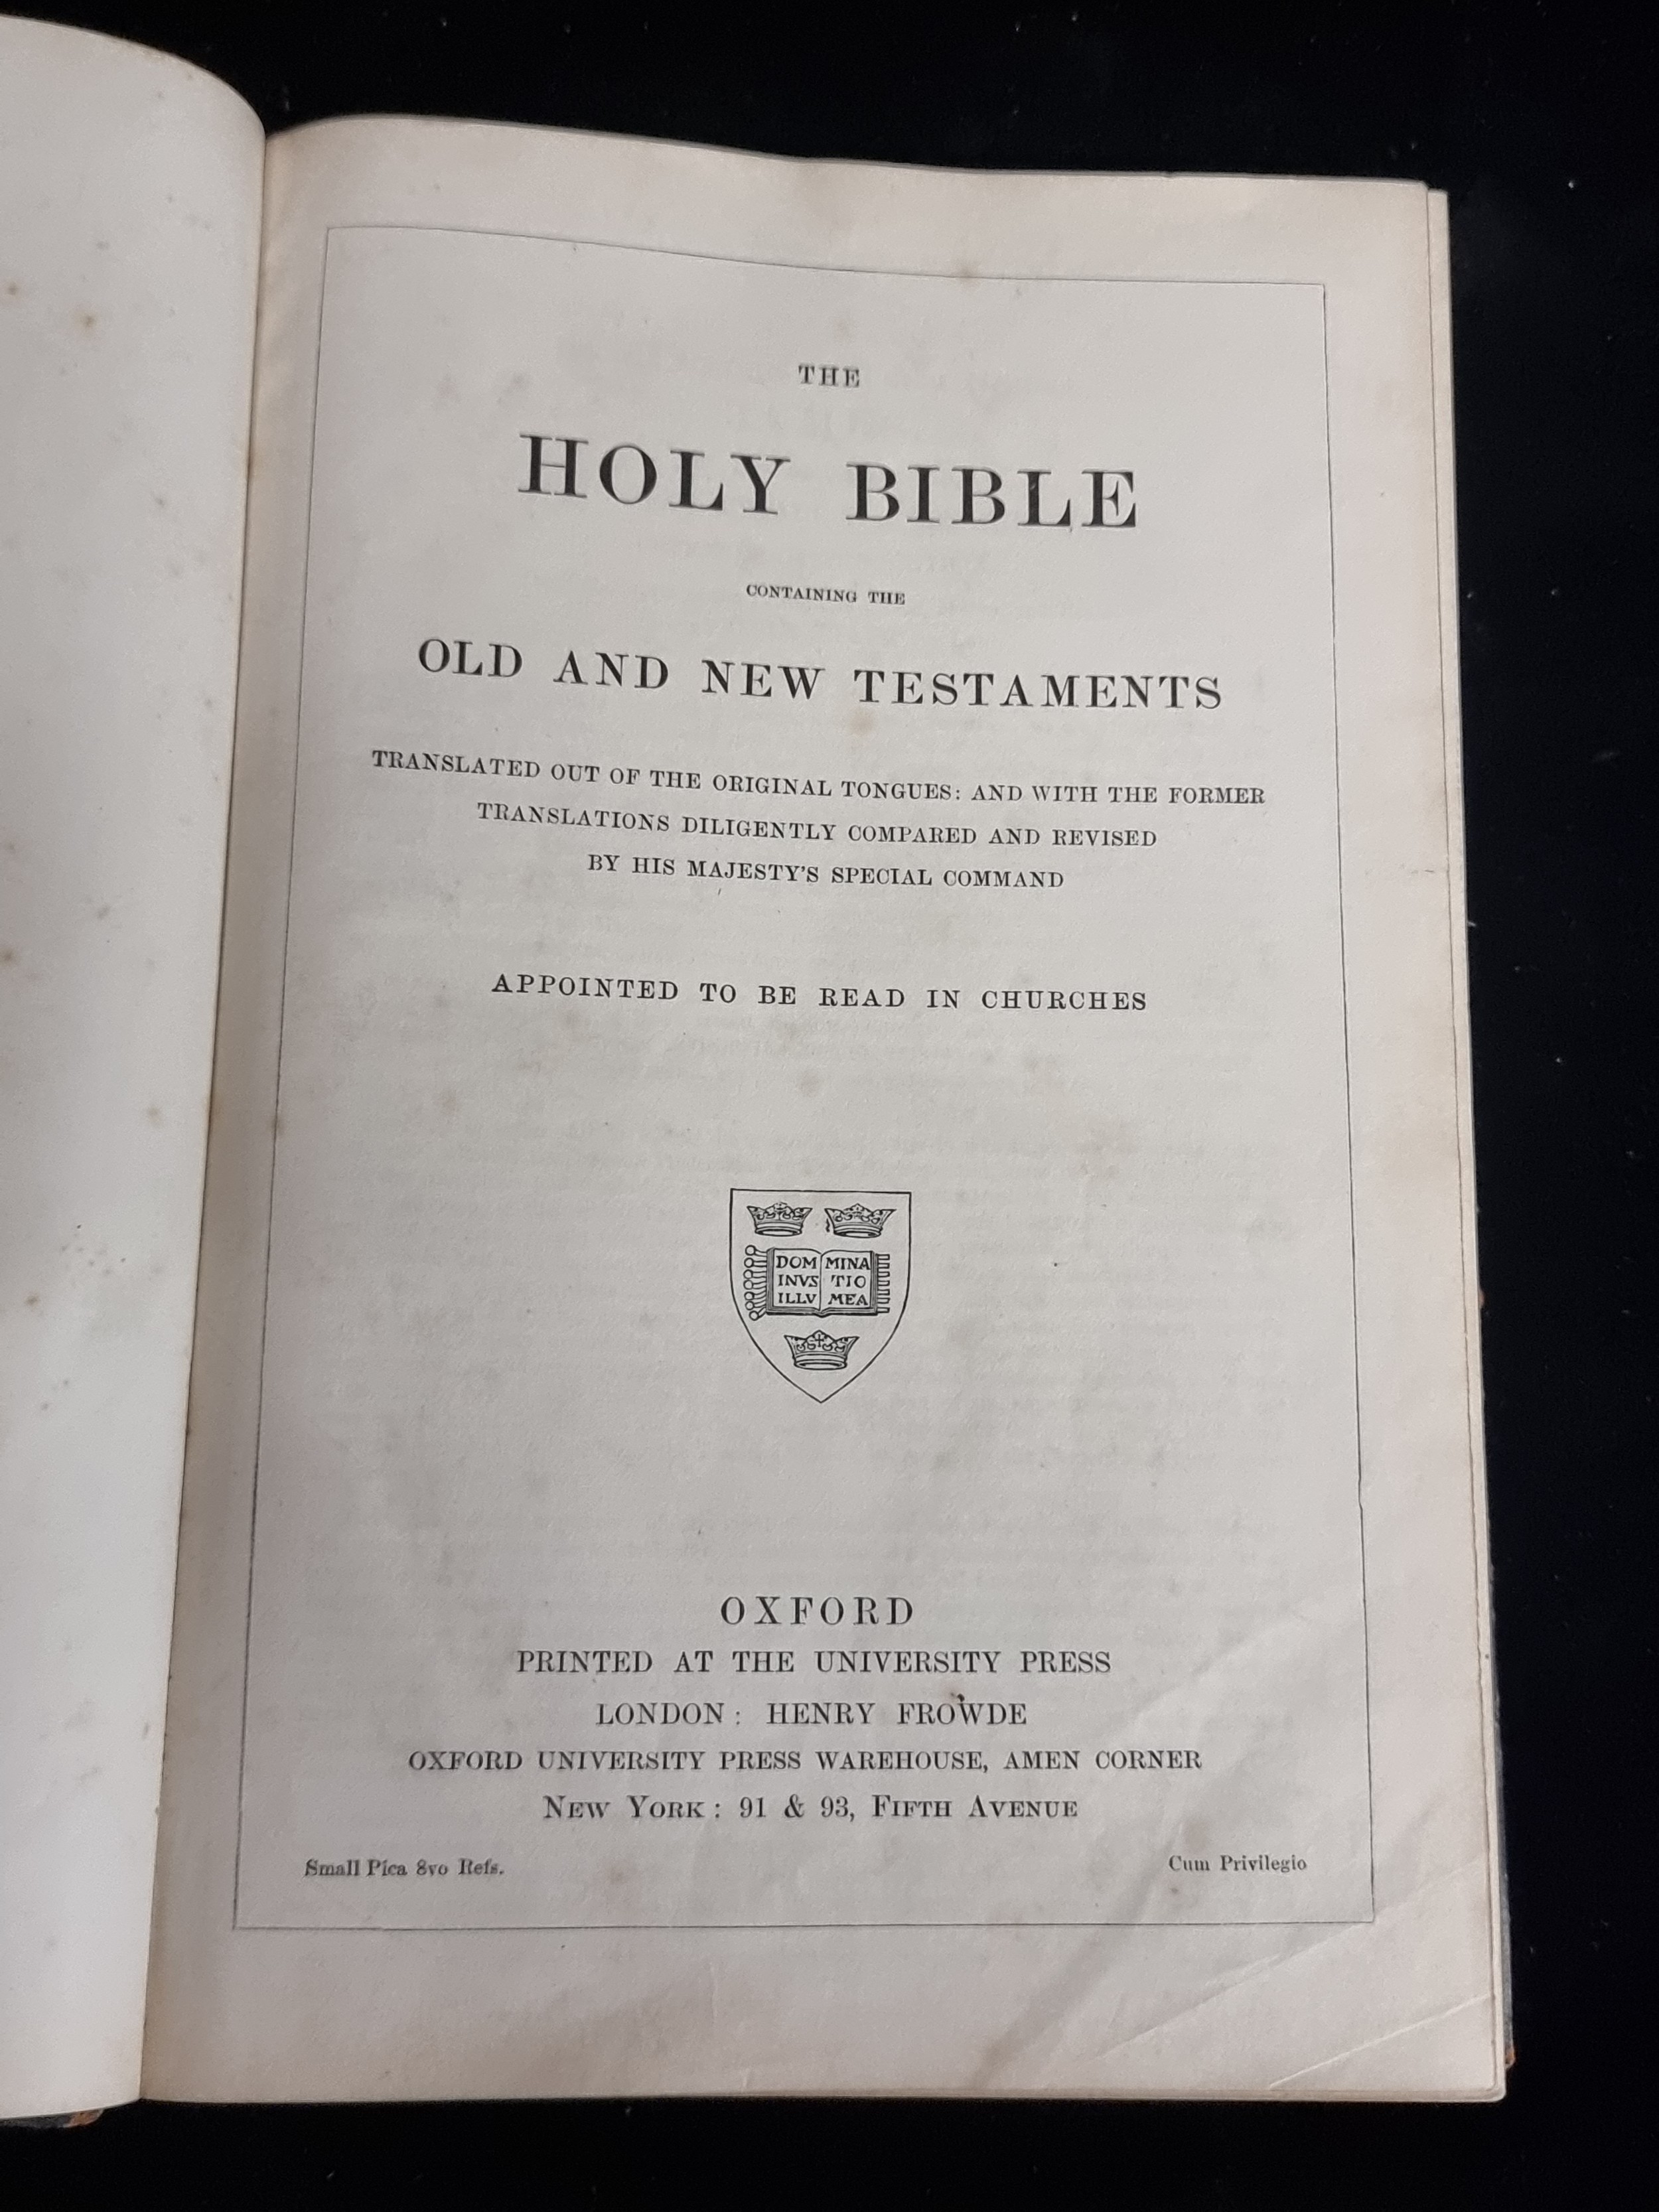 THE
HOLY BIBLE
CONTAINING THE
OLD AND NEW TESTAMENTS
TRANSLATED OUT OF THE ORIGINAL TONGUES: AND WITH THE FORMER
TRANSLATIONS DILIGENTLY COMPARED AND REVISED
BY HIS MAJESTY'S SPECIAL COMMAND
APPOINTED TO BE READ IN CHURCHES
DOM MINA
INVS TIO
ILLV MEA
OXFORD
PRINTED AT THE UNIVERSITY PRESS
LONDON: HENRY FROWDE
OXFORD UNIVERSITY PRESS WAREHOUSE, AMEN CORNER
NEW YORK: 91 & 93, FIFTH AVENUE
Small Pica 8vo Refs. Cum Privilegio